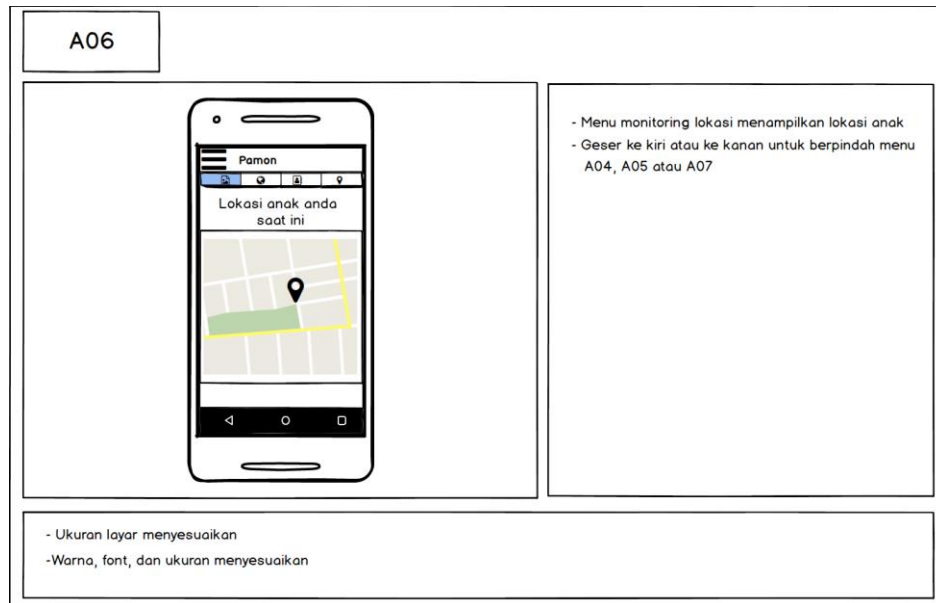 A06
Pamon
Lokasi anak anda
saat ini
- Menu monitoring lokasi menampilkan lokasi anak
- Geser ke kiri atau ke kanan untuk berpindah menu
A04, A05 atau A07
- Ukuran layar menyesuaikan
-Warna, font, dan ukuran menyesuaikan